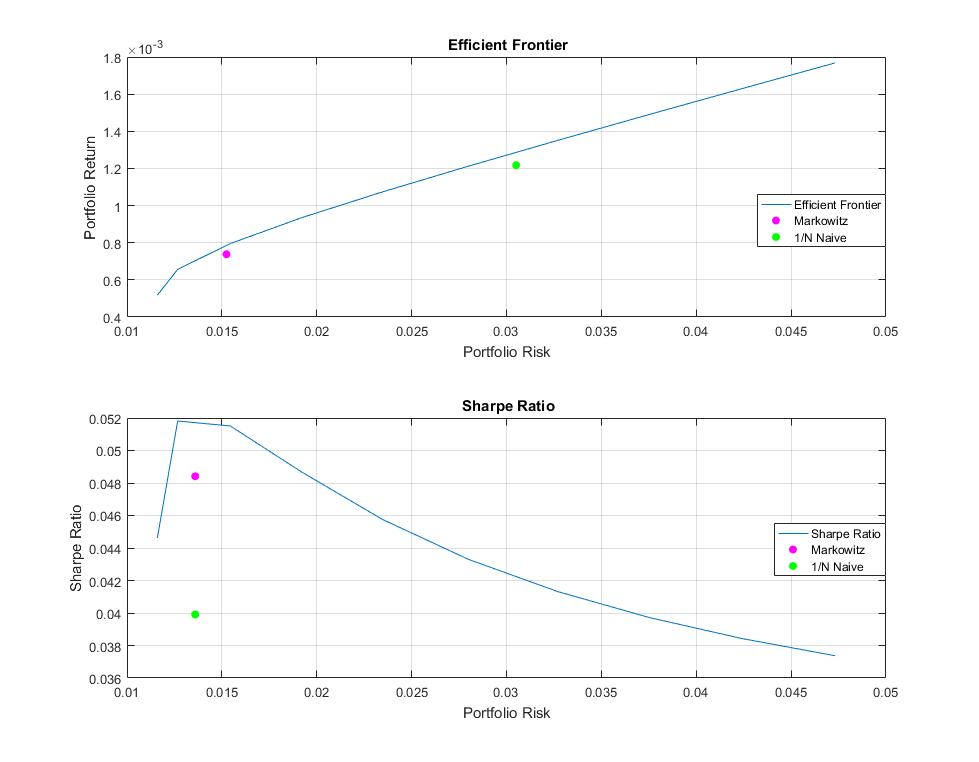 Efficient Frontier
×10-3
1.8
1.6
1.4
1.2
1
0.8
0.6
0.4
Portfolio Return
0.01 0.015 0.02 0.025 0.03 0.035 0.04 0.045 0.05
Portfolio Risk
Efficient Frontier
Markowitz
1/N Naive
Sharpe Ratio
0.052
0.05
0.048
0.046
0.044
0.042
0.04
0.038
0.036
Sharpe Ratio
0.01 0.015 0.02 0.025 0.03 0.035 0.04 0.045 0.05
Portfolio Risk
Sharpe Ratio
Markowitz
1/N Naive